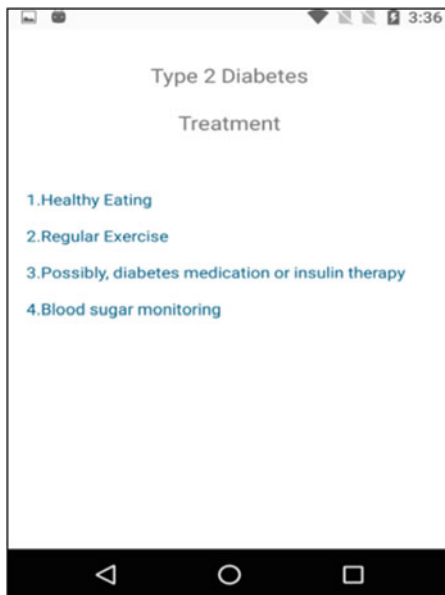 3:36
Type 2 Diabetes
Treatment
1.Healthy Eating
2.Regular Exercise
3.Possibly, diabetes medication or insulin therapy
4.Blood sugar monitoring